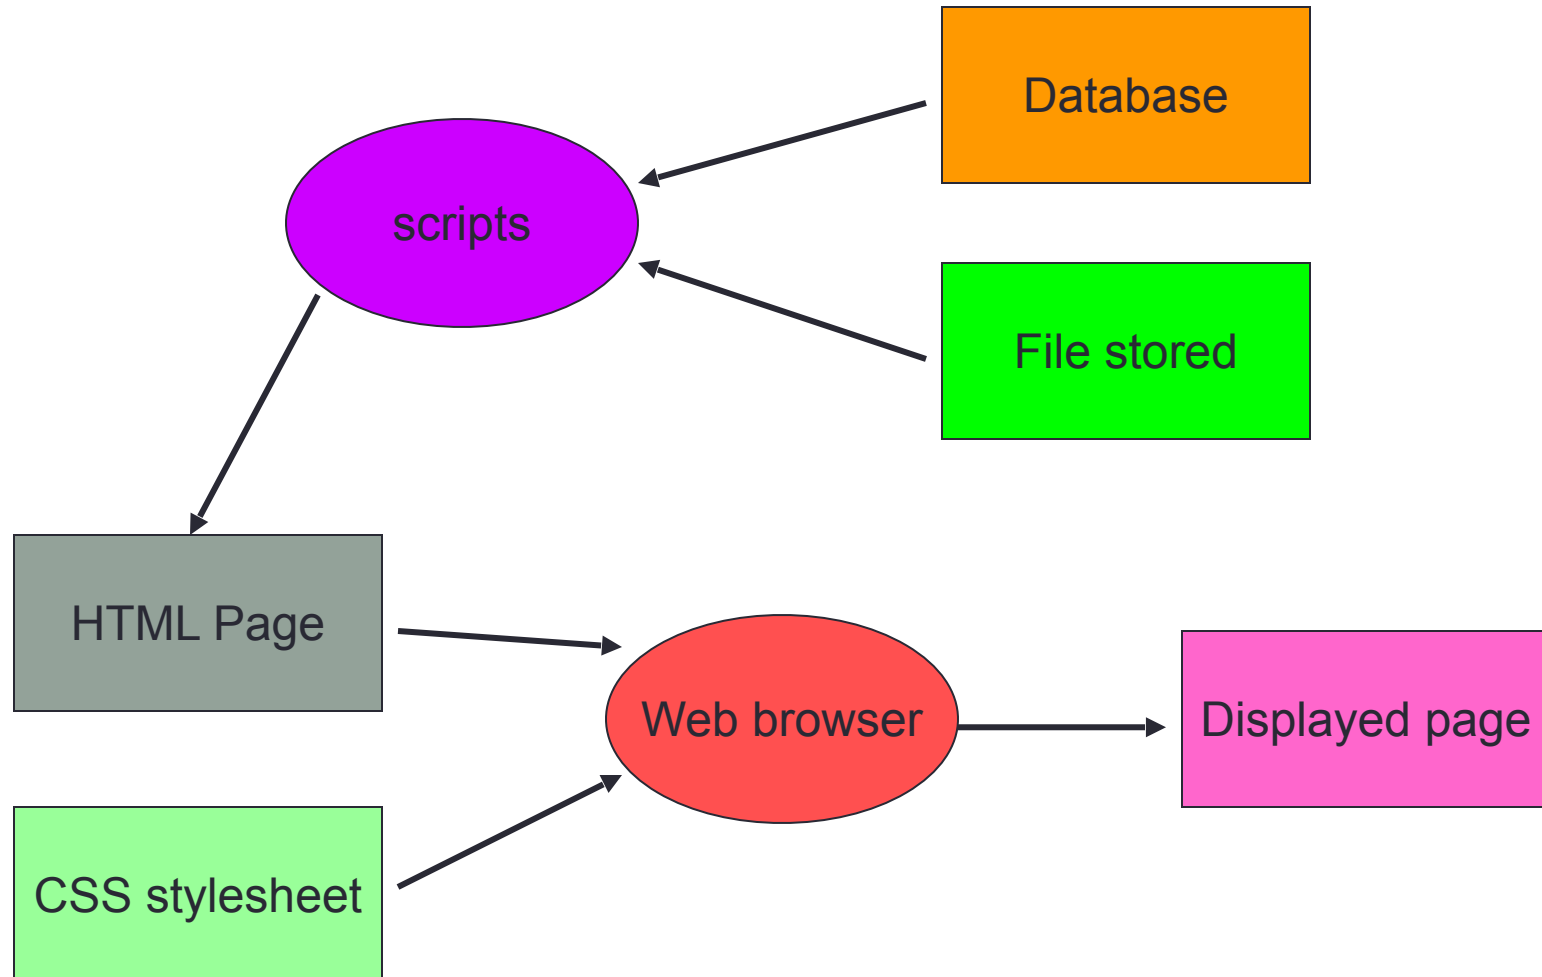 Database
scripts
File stored
HTML Page
Web browser
Displayed page
CSS stylesheet